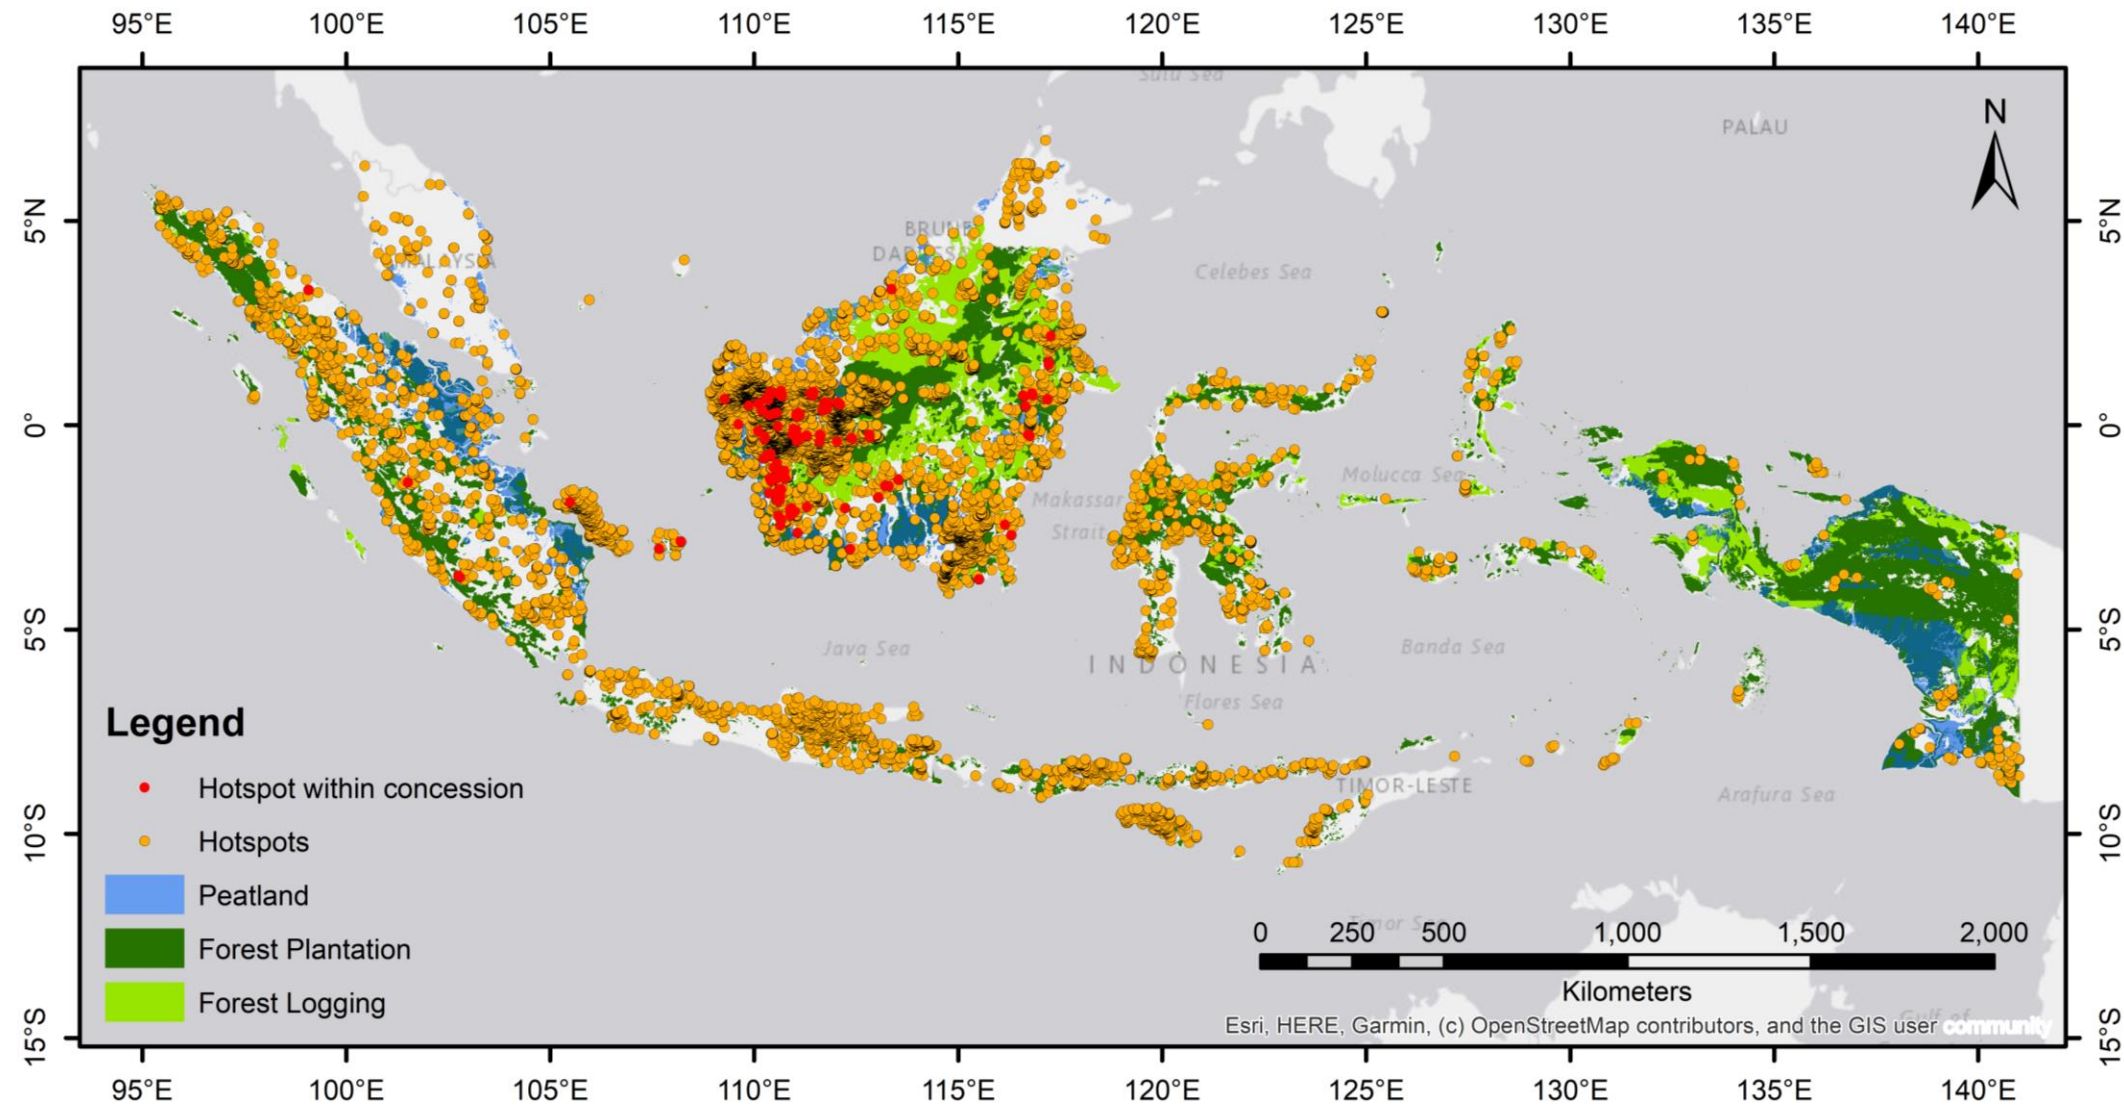 95°E 100°E 105°E 110°E 115°E 120°E 125°E 130°E 135°E 140°E
Sulu Sea
N
PALAU
5°N 5°N
BRUNE
MALAYSIA
Celebes Sea
0° 0°
Molucca Sea
Makassar
Strait
5°S 5°S
Java Sea
Banda Sea
INDONESIA
Flores Sea
Legend
Hotspot within concession
Hotspots
Peatland
Forest Plantation
Forest Logging
TIMOR-LESTE
Arafura Sea
10°S 10°S
Timor Sea
0 250 500 1,000 1,500 2,000
Kilometers
Gulf of
Esri, HERE, Garmin, (c) OpenStreetMap contributors, and the GIS user community
15°S 15°S
95°E 100°E 105°E 110°E 115°E 120°E 125°E 130°E 135°E 140°E